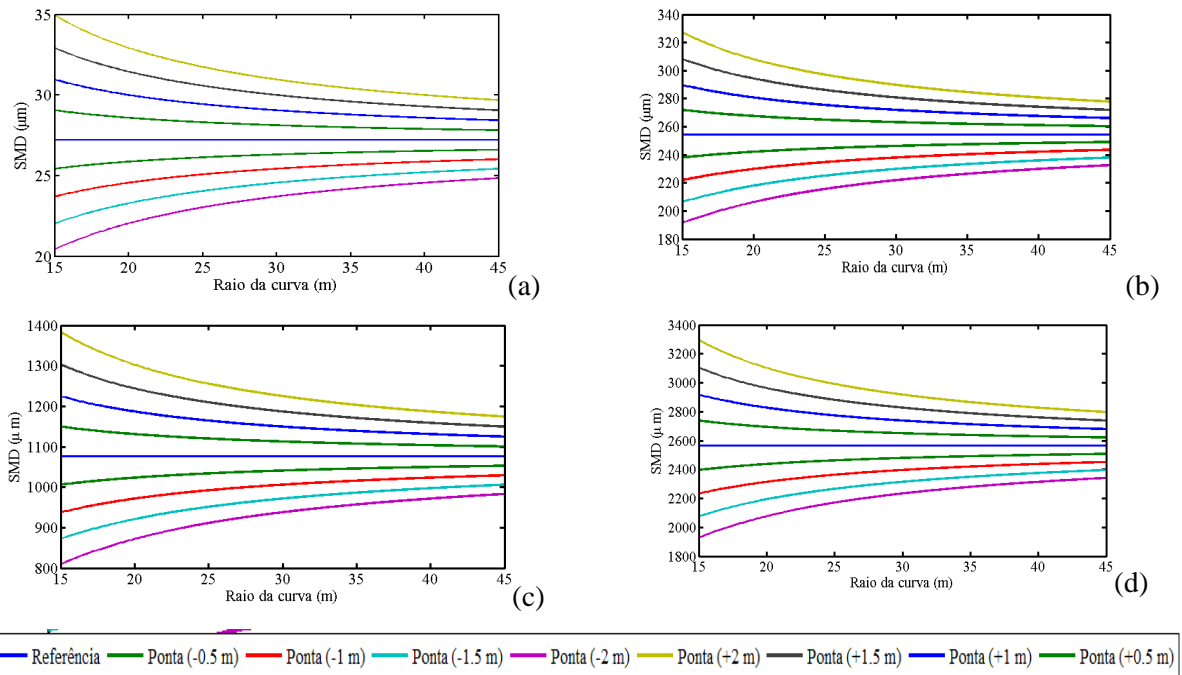 35
30
25
20
SMD (µm)
15 20 25 30 35 40 45
Raio da curva (m)
(a)
340
320
300
280
260
240
220
200
180
SMD (µm)
15 20 25 30 35 40 45
Raio da curva (m)
(b)
1400
1300
1200
1100
1000
900
800
SMD (µ m)
15 20 25 30 35 40 45
Raio da curva (m)
(c)
3400
3200
3000
2800
2600
2400
2200
2000
1800
SMD (µ m)
15 20 25 30 35 40 45
Raio da curva (m)
(d)
Referência Ponta (-0.5 m) Ponta (-1 m) Ponta (-1.5 m) Ponta (-2 m) Ponta (+2 m) Ponta (+1.5 m) Ponta (+1 m) Ponta (+0.5 m)